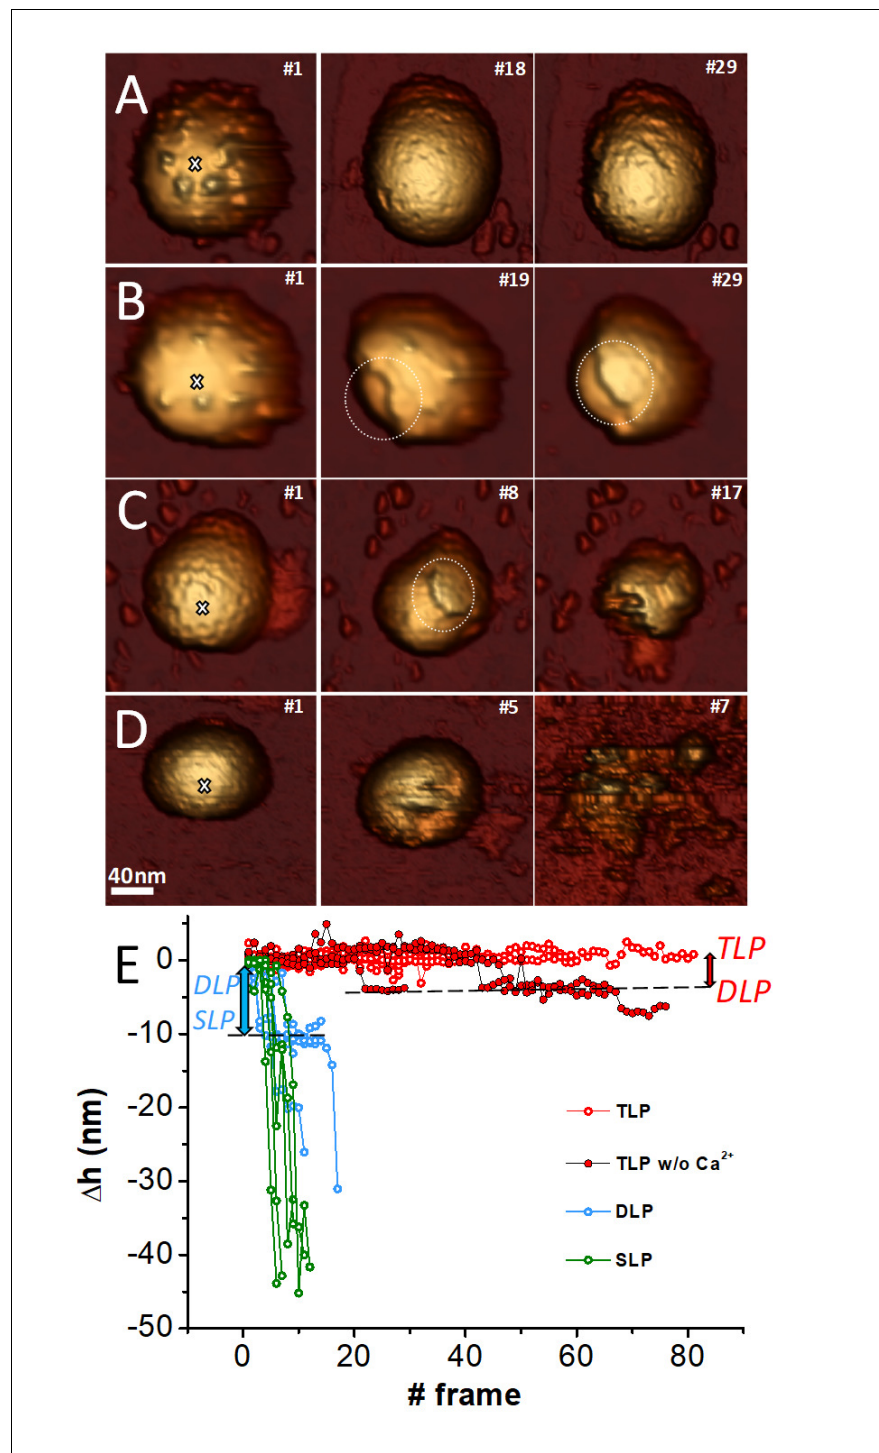 A
#1
#18
#29
B
#1
#19
#29
C
#1
#8
#17
D
#1
#5
#7
40nm
E
0
-10
-20
-30
-40
-50
Δh (nm)
DLP
SLP
TLP
DLP
TLP
TLP w/o Ca²⁺
DLP
SLP
0
20
40
60
80
# frame